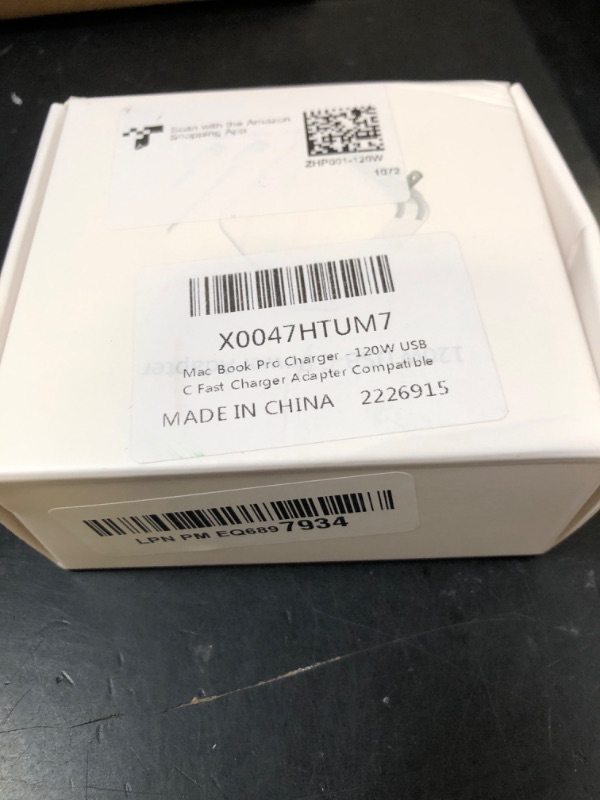 Scan with the Amazon
Shopping App
ZHP001-120W
1072
X0047HTUM7
Mac Book Pro Charger - 120W USB
C Fast Charger Adapter Compatible
MADE IN CHINA 2226915
LPN PM EQ6897934